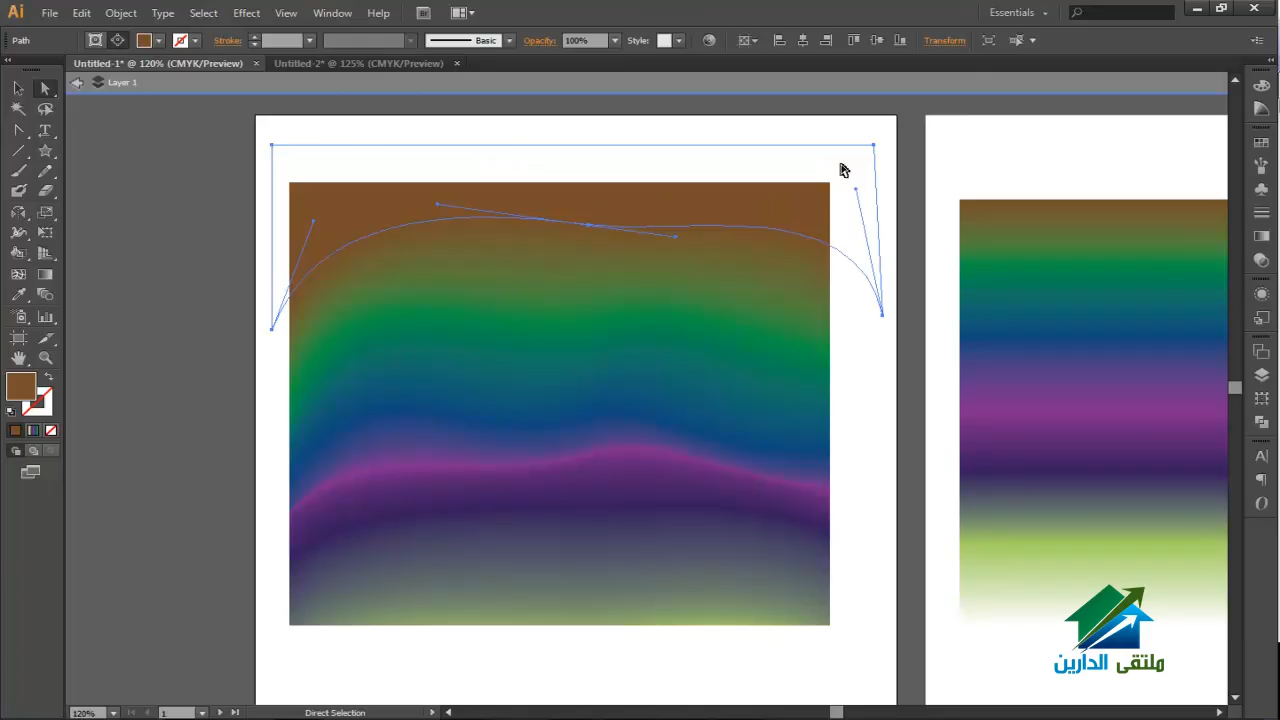 Ai File Edit Object Type Select Effect View Window Help Br Essentials
Path Stroke: Basic Opacity: 100% Style: Transform
Untitled-1* @ 120% (CMYK/Preview) × Untitled-2* @ 125% (CMYK/Preview) ×
Layer 1
ملتقى الدارين
120% 1 Direct Selection